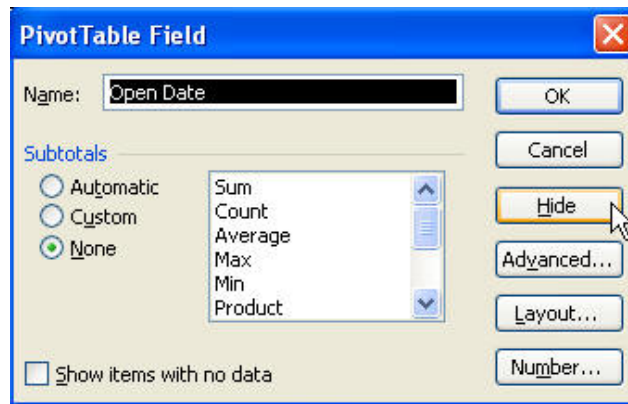 PivotTable Field
Name: Open Date
OK
Subtotals
Cancel
Automatic
Custom
None
Sum
Count
Average
Max
Min
Product
Hide
Advanced...
Layout...
Show items with no data
Number...